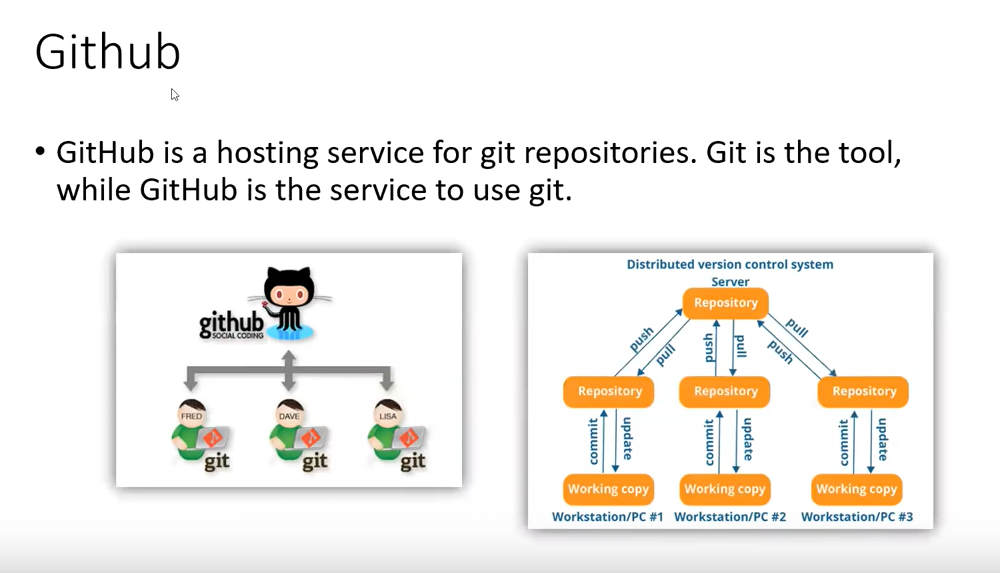 Github
• GitHub is a hosting service for git repositories. Git is the tool,
while GitHub is the service to use git.
github
SOCIAL CODING
FRED
DAVE
LISA
git
git
git
Distributed version control system
Server
Repository
push
pull
push
pull
pull
push
Repository
Repository
Repository
commit
update
commit
update
commit
update
Working copy
Working copy
Working copy
Workstation/PC #1
Workstation/PC #2
Workstation/PC #3